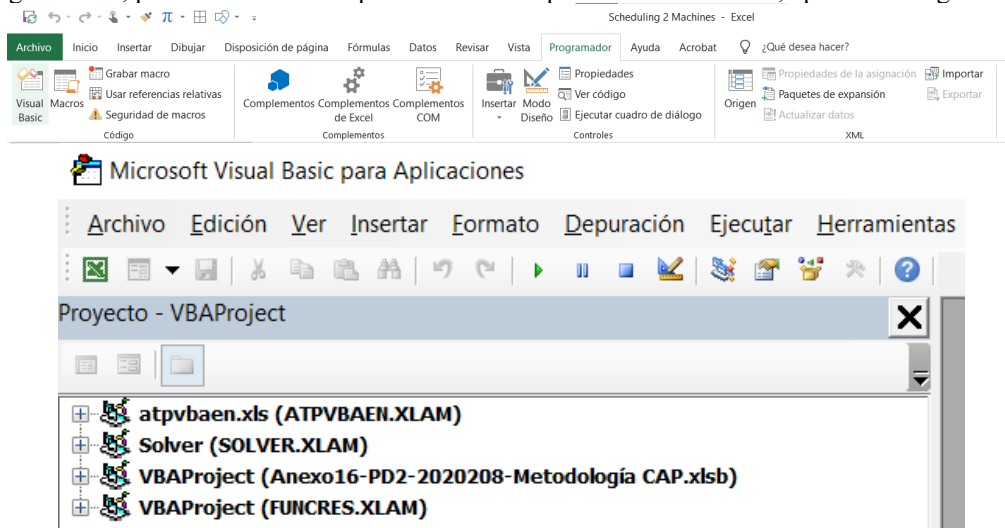 Scheduling 2 Machines - Excel
Archivo Inicio Insertar Dibujar Disposición de página Fórmulas Datos Revisar Vista Programador Ayuda Acrobat ¿Qué desea hacer?
Visual Basic
Macros
Grabar macro
Usar referencias relativas
Seguridad de macros
Código
Complementos
Complementos de Excel
Complementos COM
Complementos
Insertar
Modo Diseño
Propiedades
Ver código
Ejecutar cuadro de diálogo
Controles
Origen
Propiedades de la asignación
Paquetes de expansión
Actualizar datos
Importar
Exportar
XML
Microsoft Visual Basic para Aplicaciones
Archivo Edición Ver Insertar Formato Depuración Ejecutar Herramientas
Proyecto - VBAProject
atpvbaen.xls (ATPVBAEN.XLAM)
Solver (SOLVER.XLAM)
VBAProject (Anexo16-PD2-2020208-Metodología CAP.xlsb)
VBAProject (FUNCRES.XLAM)